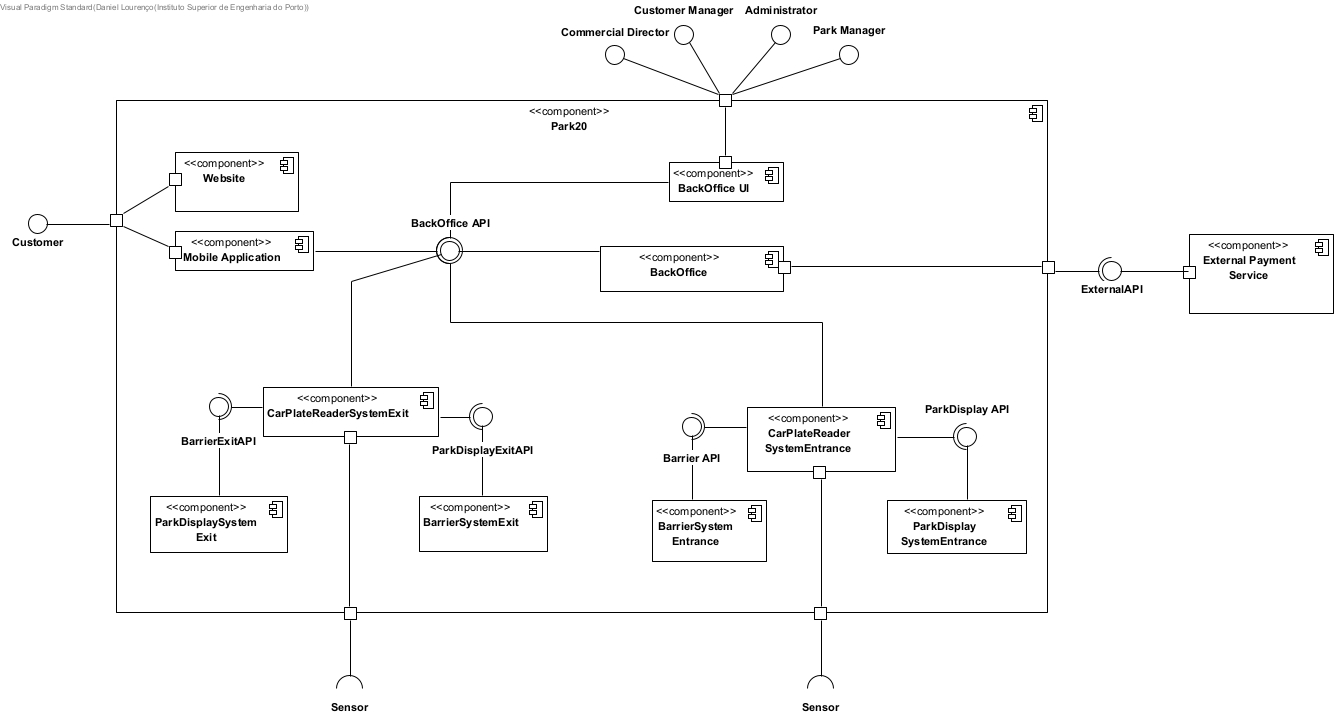 Visual Paradigm Standard(Daniel Lourenço(Instituto Superior de Engenharia do Porto))
Customer Manager
Administrator
Commercial Director
Park Manager
<<component>>
Park20
<<component>>
Website
<<component>>
BackOffice UI
BackOffice API
Customer
<<component>>
Mobile Application
<<component>>
BackOffice
<<component>>
External Payment
Service
ExternalAPI
<<component>>
CarPlateReaderSystemExit
BarrierExitAPI
ParkDisplayExitAPI
<<component>>
CarPlateReader
SystemEntrance
ParkDisplay API
Barrier API
<<component>>
ParkDisplaySystem
Exit
<<component>>
BarrierSystemExit
<<component>>
BarrierSystem
Entrance
<<component>>
ParkDisplay
SystemEntrance
Sensor
Sensor